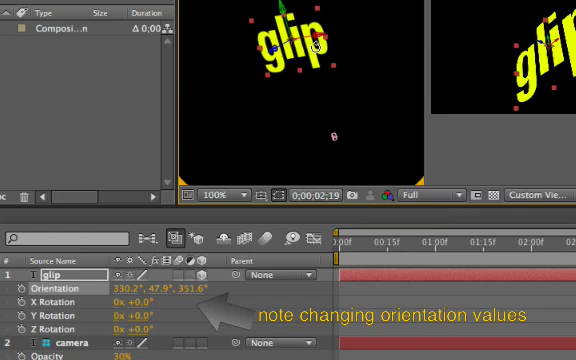 Type Size Duration
Composi...n Δ 0;00
glip
glip
100% 0;00;02;19 Full Custom View
:00f 00:15f 01:00f 01:15f 02:00f
# Source Name Parent
1 T glip None
Orientation 330.2°, 47.9°, 351.6°
X Rotation 0x +0.0°
Y Rotation 0x +0.0°
Z Rotation 0x +0.0°
note changing orientation values
2 T camera None
Opacity 30%